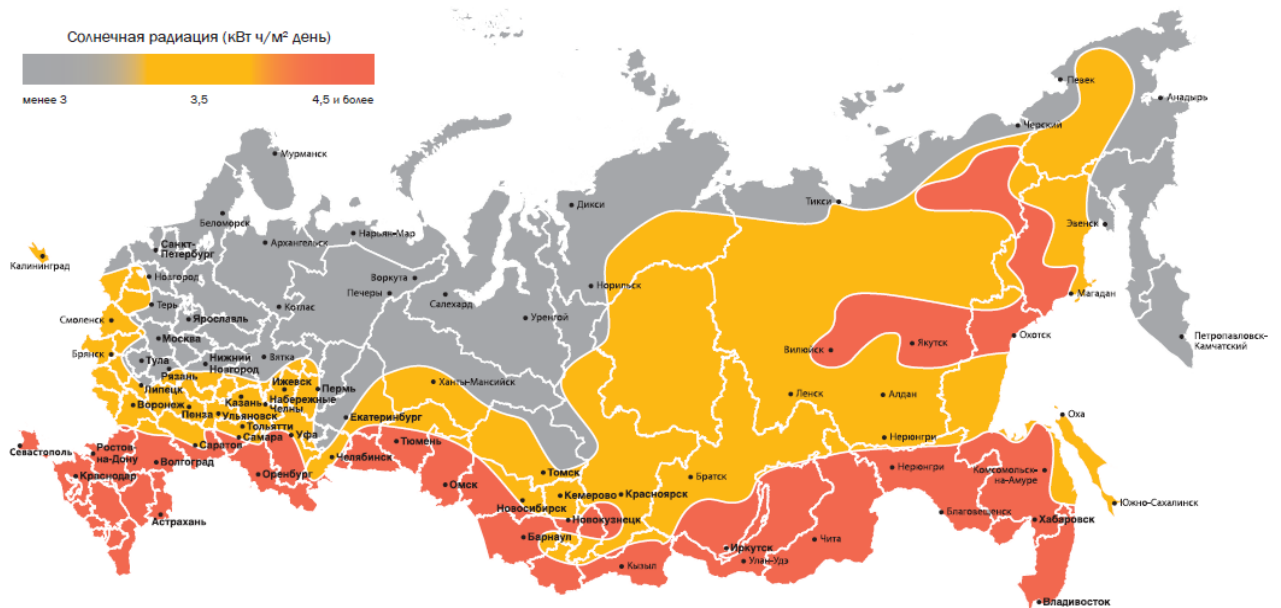 Солнечная радиация (кВт ч/м² день)
менее 3
3,5
4,5 и более
Певек
Анадырь
Черский
Мурманск
Тикси
Дикси
Беломорск
Эвенск
Нарьян-Мар
Санкт-
Петербург
Архангельск
Калининград
Новгород
Воркута
Норильск
Печеры
Салехард
Магадан
Терь
Котлас
Уренгой
Смоленск
Ярославль
Охотск
Петропавловск-
Камчатский
Москва
Якутск
Вилюйск
Брянск
Тула
Нижний
Новгород
Вятка
Рязань
Ханты-Мансийск
Липецк
Ижевск
Пермь
Ленск
Алдан
Казань
Набережные
Челны
Воронеж
Пенза
Ульяновск
Екатеринбург
Оха
Тольятти
Самара
Уфа
Тюмень
Нерюнгри
Севастополь
Ростов-
на-Дону
Саратов
Челябинск
Волгоград
Оренбург
Томск
Братск
Нерюнгри
Комсомольск-
на-Амуре
Краснодар
Омск
Кемерово
Красноярск
Новосибирск
Южно-Сахалинск
Астрахань
Новокузнецк
Благовещенск
Хабаровск
Барнаул
Иркутск
Чита
Кызыл
Улан-Удэ
Владивосток